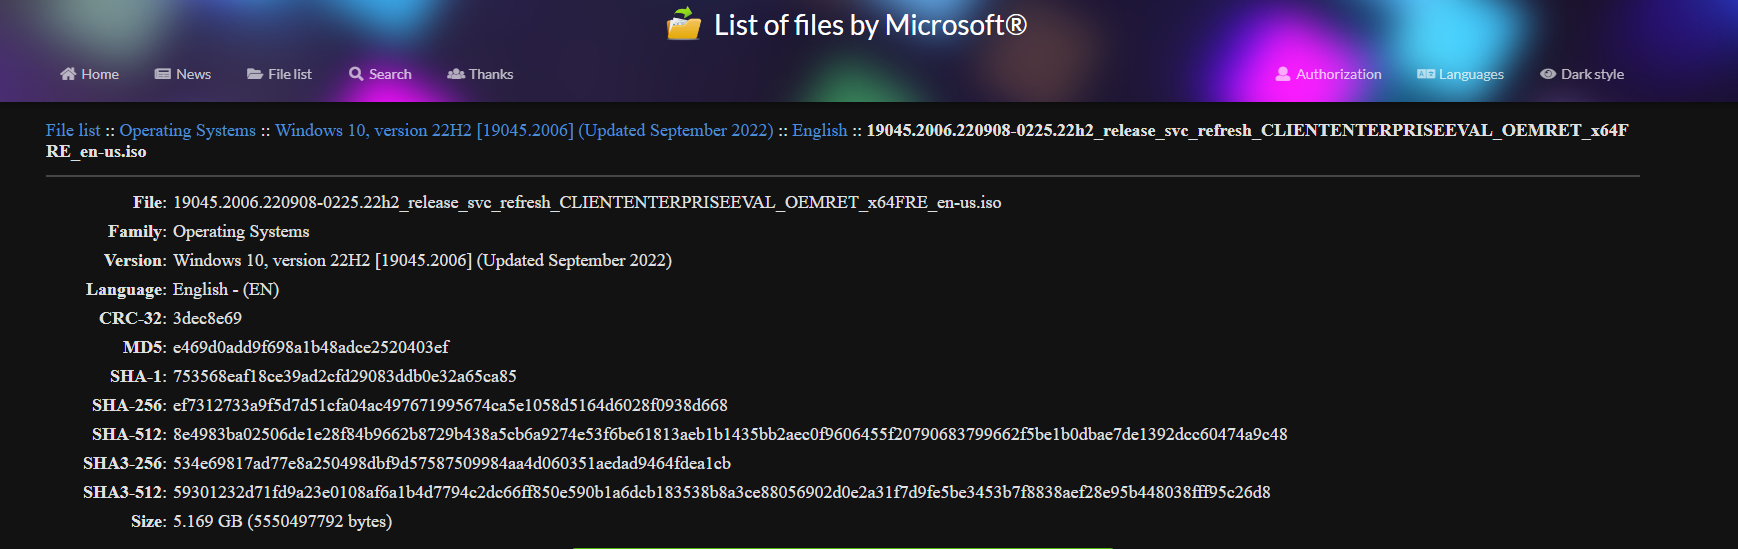 List of files by Microsoft®
Home News File list Search Thanks Authorization Languages Dark style
File list :: Operating Systems :: Windows 10, version 22H2 [19045.2006] (Updated September 2022) :: English :: 19045.2006.220908-0225.22h2_release_svc_refresh_CLIENTENTERPRISEEVAL_OEMRET_x64F
RE_en-us.iso
File: 19045.2006.220908-0225.22h2_release_svc_refresh_CLIENTENTERPRISEEVAL_OEMRET_x64FRE_en-us.iso
Family: Operating Systems
Version: Windows 10, version 22H2 [19045.2006] (Updated September 2022)
Language: English - (EN)
CRC-32: 3dec8e69
MD5: e469d0add9f698a1b48adce2520403ef
SHA-1: 753568eaf18ce39ad2cfd29083ddb0e32a65ca85
SHA-256: ef7312733a9f5d7d51cfa04ac497671995674ca5e1058d5164d6028f0938d668
SHA-512: 8e4983ba02506de1e28f84b9662b8729b438a5cb6a9274e53f6be61813aeb1b1435bb2aec0f9606455f20790683799662f5be1b0dbae7de1392dcc60474a9c48
SHA3-256: 534e69817ad77e8a250498dbf9d57587509984aa4d060351aedad9464fdea1cb
SHA3-512: 59301232d71fd9a23e0108af6a1b4d7794c2dc66ff850e590b1a6dcb183538b8a3ce88056902d0e2a31f7d9fe5be3453b7f8838aef28e95b448038fff95c26d8
Size: 5.169 GB (5550497792 bytes)